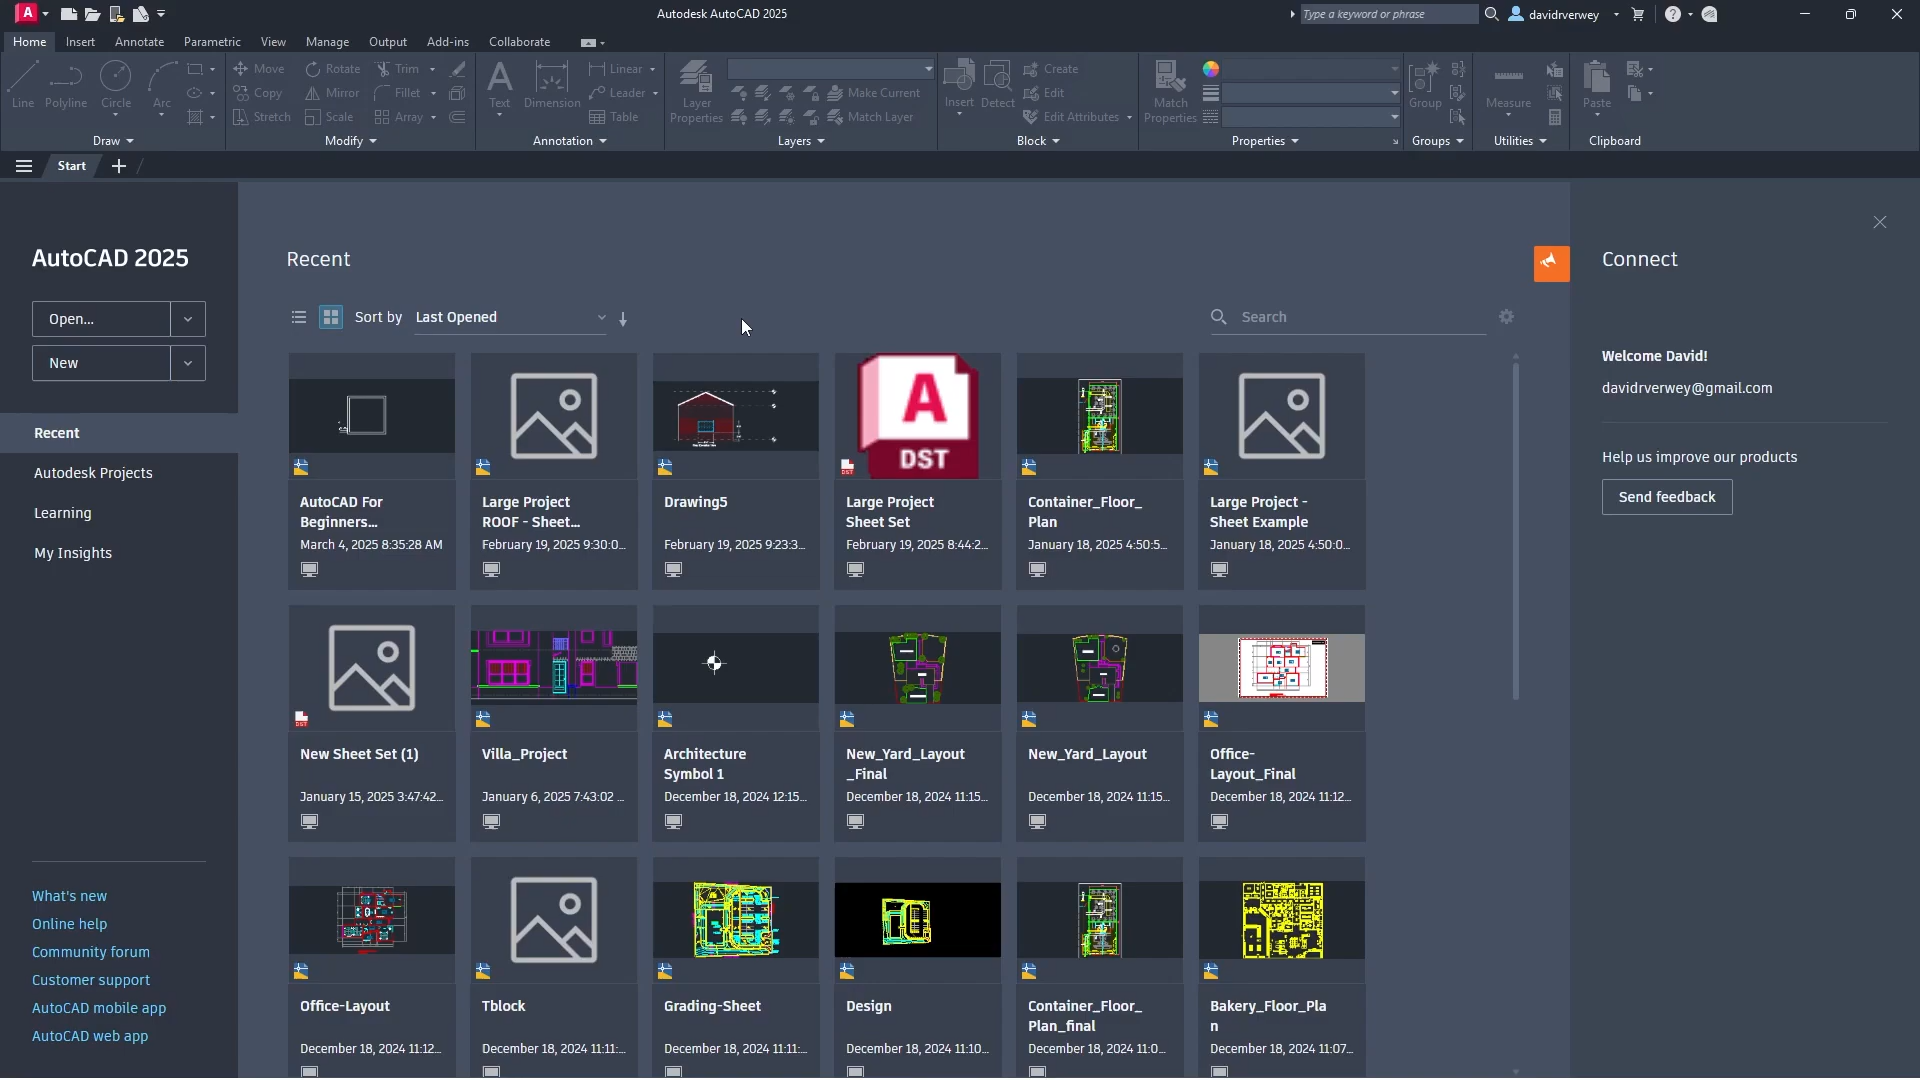 A
Autodesk AutoCAD 2025
Type a keyword or phrase
davidrverwey
Home Insert Annotate Parametric View Manage Output Add-ins Collaborate
Line Polyline Circle Arc
Draw
Move Rotate Trim
Copy Mirror Fillet
Stretch Scale Array
Modify
Text Dimension
Linear
Leader
Table
Annotation
Layer
Properties
Make Current
Match Layer
Layers
Insert Detect
Create
Edit
Edit Attributes
Block
Match
Properties
Properties
Group
Groups
Measure
Utilities
Paste
Clipboard
Start
AutoCAD 2025
Open...
New
Recent
Autodesk Projects
Learning
My Insights
What's new
Online help
Community forum
Customer support
AutoCAD mobile app
AutoCAD web app
Recent
Sort by Last Opened
Search
AutoCAD For
Beginners...
March 4, 2025 8:35:28 AM
Large Project
ROOF - Sheet...
February 19, 2025 9:30:0...
Drawing5
February 19, 2025 9:23:3...
A
DST
DST
Large Project
Sheet Set
February 19, 2025 8:44:2...
Container_Floor_
Plan
January 18, 2025 4:50:5...
Large Project -
Sheet Example
January 18, 2025 4:50:0...
DST
New Sheet Set (1)
January 15, 2025 3:47:42...
Villa_Project
January 6, 2025 7:43:02 ...
Architecture
Symbol 1
December 18, 2024 12:15...
New_Yard_Layout
_Final
December 18, 2024 11:15...
New_Yard_Layout
December 18, 2024 11:15...
Office-
Layout_Final
December 18, 2024 11:12...
Office-Layout
December 18, 2024 11:12...
Tblock
December 18, 2024 11:11:...
Grading-Sheet
December 18, 2024 11:11:...
Design
December 18, 2024 11:10...
Container_Floor_
Plan_final
December 18, 2024 11:0...
Bakery_Floor_Pla
n
December 18, 2024 11:07...
Connect
Welcome David!
davidrverwey@gmail.com
Help us improve our products
Send feedback